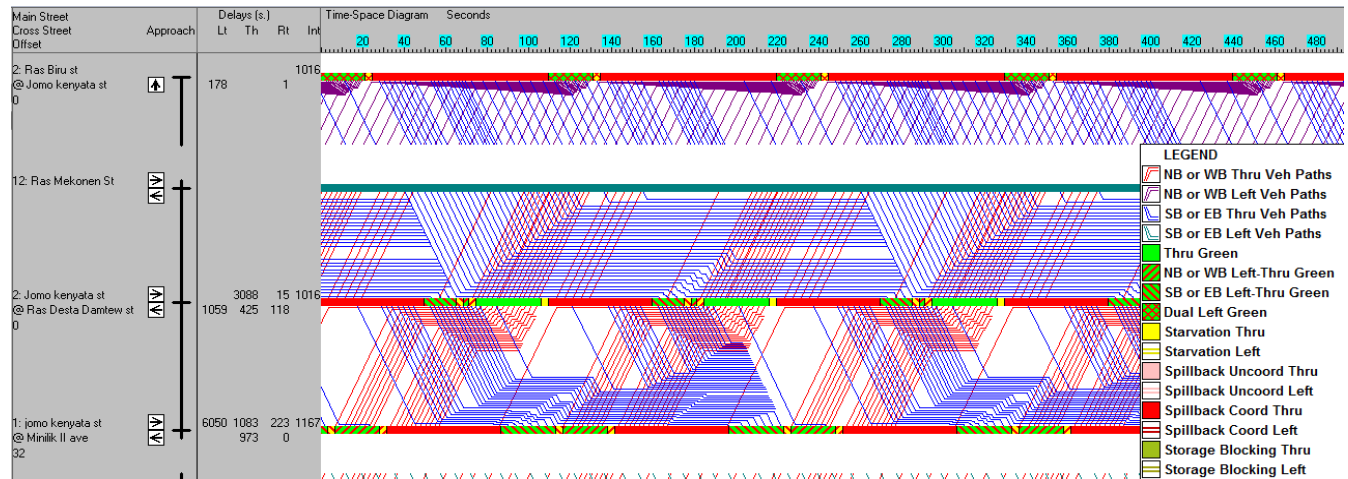 Main Street Delays (s.) Time-Space Diagram Seconds
Cross Street Approach Lt Th Rt Int
Offset 20 40 60 80 100 120 140 160 180 200 220 240 260 280 300 320 340 360 380 400 420 440 460 480
2: Ras Biru st 1016
@ Jomo kenyata st 178 1
0
12: Ras Mekonen St
2: Jomo kenyata st 3088 15 1016
@ Ras Desta Damtew st 1059 425 118
0
1: jomo kenyata st 6050 1083 223 1167
@ Minilik II ave 973 0
32
LEGEND
NB or WB Thru Veh Paths
NB or WB Left Veh Paths
SB or EB Thru Veh Paths
SB or EB Left Veh Paths
Thru Green
NB or WB Left-Thru Green
SB or EB Left-Thru Green
Dual Left Green
Starvation Thru
Starvation Left
Spillback Uncoord Thru
Spillback Uncoord Left
Spillback Coord Thru
Spillback Coord Left
Storage Blocking Thru
Storage Blocking Left